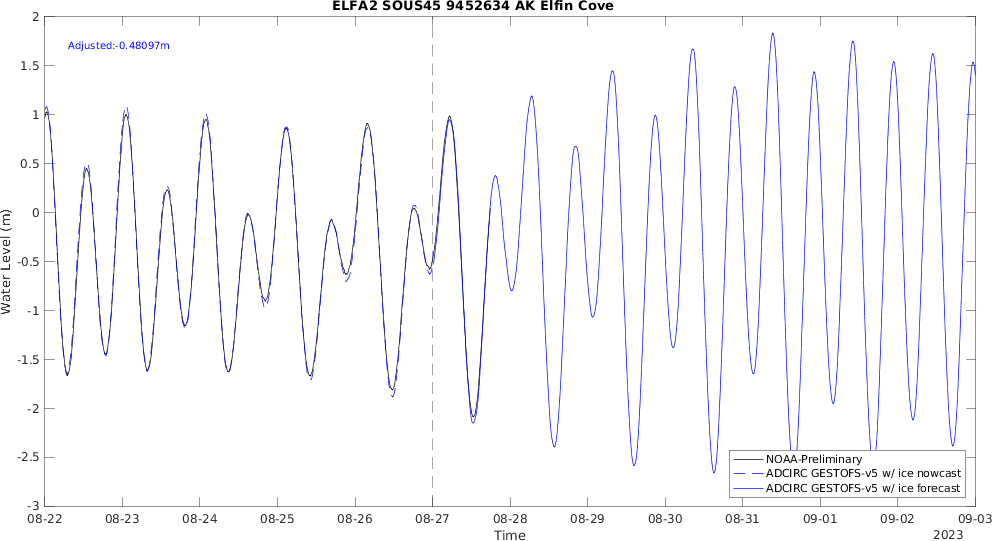 ELFA2 SOUS45 9452634 AK Elfin Cove
Adjusted:-0.48097m
2
1.5
1
0.5
0
-0.5
-1
-1.5
-2
-2.5
-3
Water Level (m)
NOAA-Preliminary
ADCIRC GESTOFS-v5 w/ ice nowcast
ADCIRC GESTOFS-v5 w/ ice forecast
08-22 08-23 08-24 08-25 08-26 08-27 08-28 08-29 08-30 08-31 09-01 09-02 09-03
Time
2023